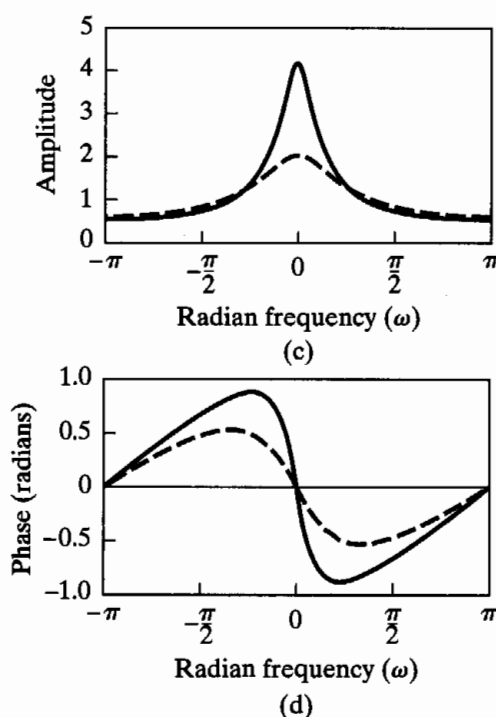 Amplitude
5
4
3
2
1
0
−π
−π/2
0
π/2
π
Radian frequency (ω)
(c)
Phase (radians)
1.0
0.5
0
−0.5
−1.0
−π
−π/2
0
π/2
π
Radian frequency (ω)
(d)